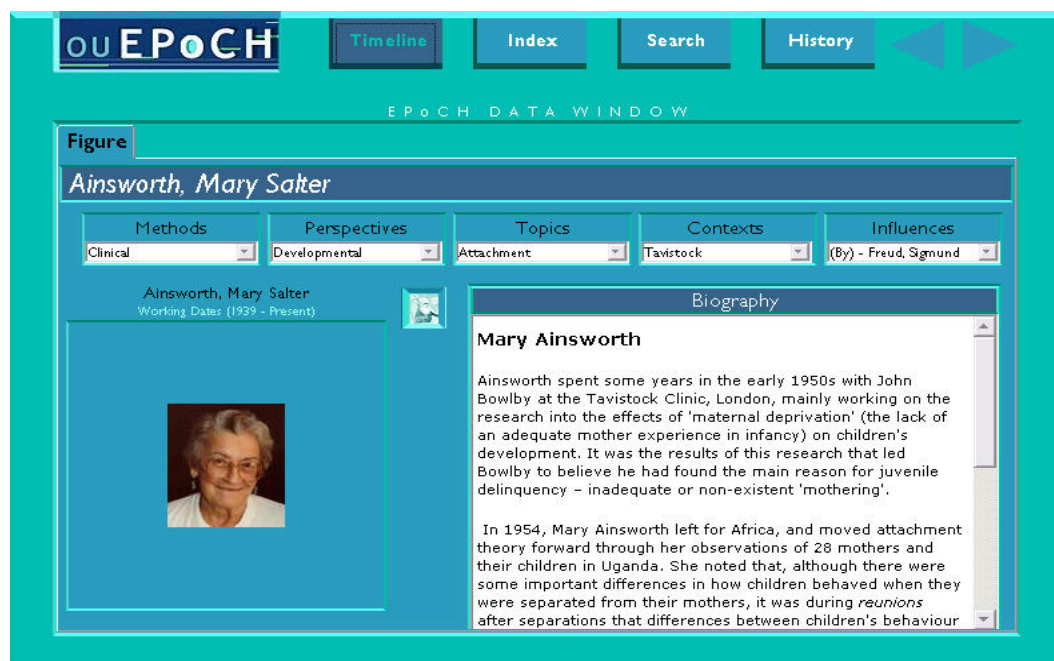 ou EPoCH
Timeline
Index
Search
History
EPoCH DATA WINDOW
Figure
Ainsworth, Mary Salter
Methods
Perspectives
Topics
Contexts
Influences
Clinical
Developmental
Attachment
Tavistock
(By) - Freud, Sigmund
Ainsworth, Mary Salter
Working Dates (1939 - Present)
Biography
Mary Ainsworth
Ainsworth spent some years in the early 1950s with John
Bowlby at the Tavistock Clinic, London, mainly working on the
research into the effects of 'maternal deprivation' (the lack of
an adequate mother experience in infancy) on children's
development. It was the results of this research that led
Bowlby to believe he had found the main reason for juvenile
delinquency – inadequate or non-existent 'mothering'.
In 1954, Mary Ainsworth left for Africa, and moved attachment
theory forward through her observations of 28 mothers and
their children in Uganda. She noted that, although there were
some important differences in how children behaved when they
were separated from their mothers, it was during reunions
after separations that differences between children's behaviour